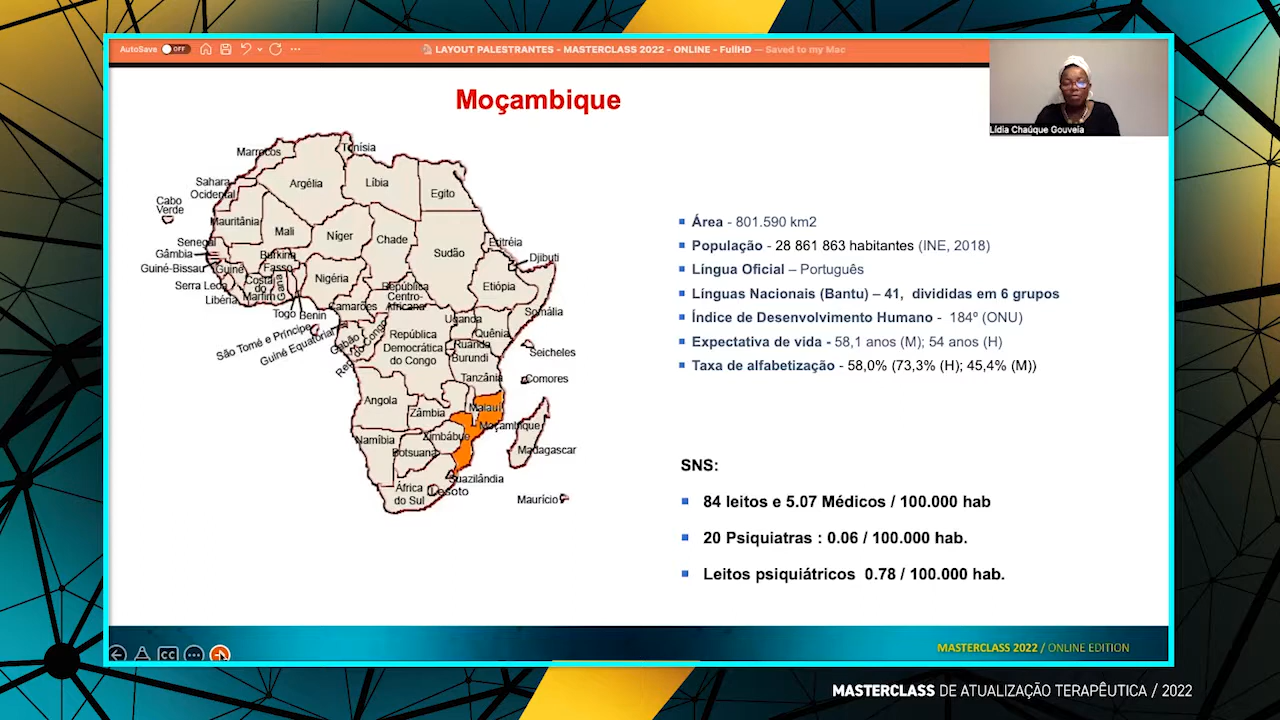 AutoSave OFF
LAYOUT PALESTRANTES - MASTERCLASS 2022 - ONLINE - FullHD — Saved to my Mac
Lídia Chaúque Gouveia
Moçambique
Marrocos
Tunísia
Sahara
Ocidental
Argélia
Líbia
Egito
Cabo
Verde
Mauritânia
Mali
Níger
Chade
Sudão
Eritréia
Senegal
Gâmbia
Guiné-Bissau
Guiné
Burkina
Fasso
Djibuti
Serra Leoa
Libéria
Costa
do
Marfim
Gana
Nigéria
Etiópia
República
Centro-
Africana
Togo
Benin
Camarões
Somália
São Tomé e Príncipe
Guiné Equatorial
Gabão
Rep. do Congo
República
Democrática
do Congo
Uganda
Quênia
Ruanda
Burundi
Seicheles
Tanzânia
Comores
Angola
Zâmbia
Malauí
Moçambique
Namíbia
Zimbábue
Botsuana
Madagascar
Suazilândia
África
do Sul
Lesoto
Maurício
Área - 801.590 km2
População - 28 861 863 habitantes (INE, 2018)
Língua Oficial – Português
Línguas Nacionais (Bantu) – 41, divididas em 6 grupos
Índice de Desenvolvimento Humano - 184º (ONU)
Expectativa de vida - 58,1 anos (M); 54 anos (H)
Taxa de alfabetização - 58,0% (73,3% (H); 45,4% (M))
SNS:
84 leitos e 5.07 Médicos / 100.000 hab
20 Psiquiatras : 0.06 / 100.000 hab.
Leitos psiquiátricos 0.78 / 100.000 hab.
CC
MASTERCLASS 2022 / ONLINE EDITION
MASTERCLASS DE ATUALIZAÇÃO TERAPÊUTICA / 2022